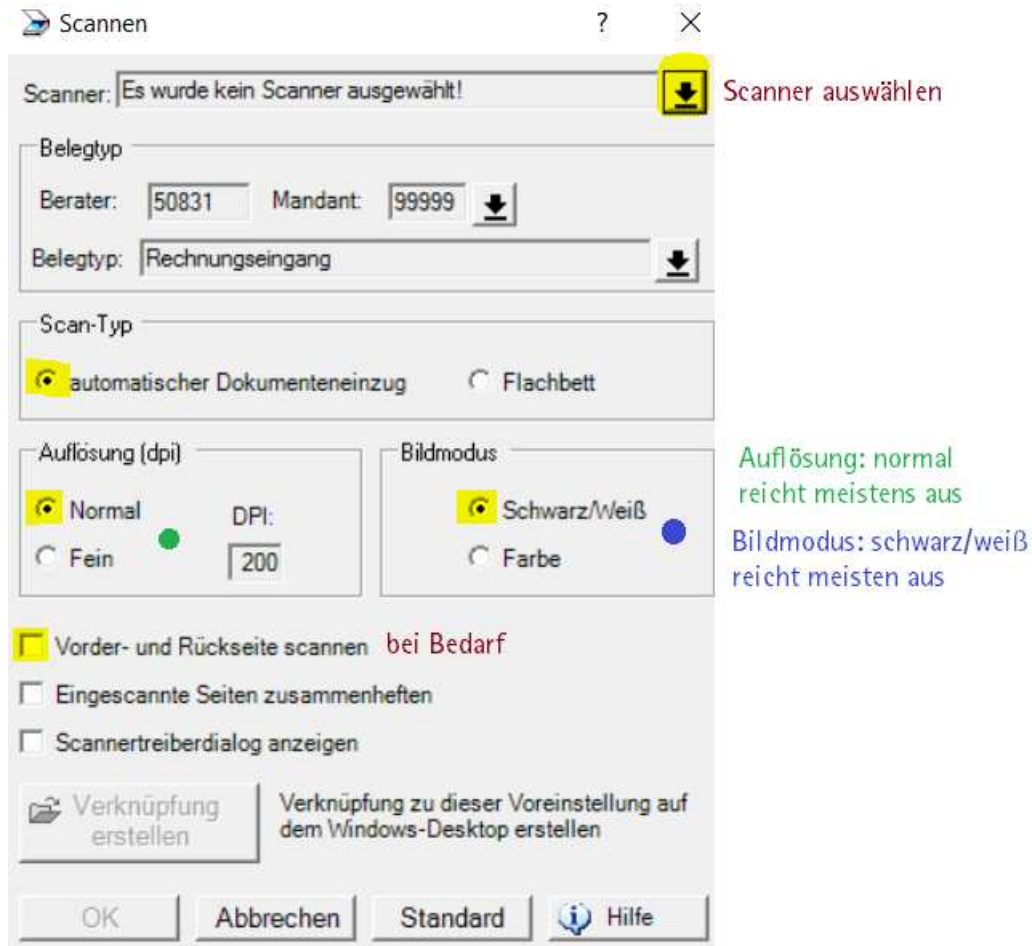 Scannen ?
Scanner: Es wurde kein Scanner ausgewählt! Scanner auswählen
Belegtyp
Berater: 50831 Mandant: 99999
Belegtyp: Rechnungseingang
Scan-Typ
automatischer Dokumenteneinzug Flachbett
Auflösung (dpi)
Normal DPI:
Fein 200
Bildmodus
Schwarz/Weiß
Farbe
Auflösung: normal
reicht meistens aus
Bildmodus: schwarz/weiß
reicht meisten aus
Vorder- und Rückseite scannen bei Bedarf
Eingescannte Seiten zusammenheften
Scannertreiberdialog anzeigen
Verknüpfung
erstellen
Verknüpfung zu dieser Voreinstellung auf
dem Windows-Desktop erstellen
OK Abbrechen Standard Hilfe